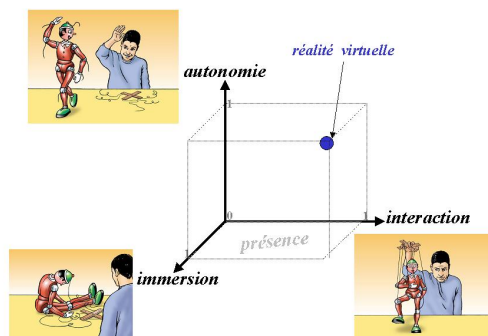 réalité virtuelle
autonomie
1
0
1
interaction
présence
1
immersion